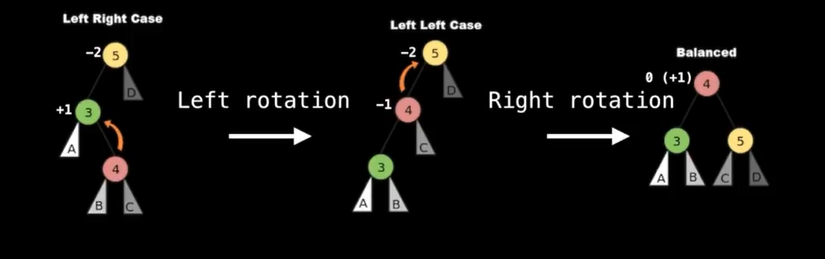 Left Right Case
-2 5
D
+1 3
A
4
B C
Left rotation
Left Left Case
-2 5
D
-1 4
C
3
A B
Right rotation
Balanced
0 (+1) 4
3 5
A B C D